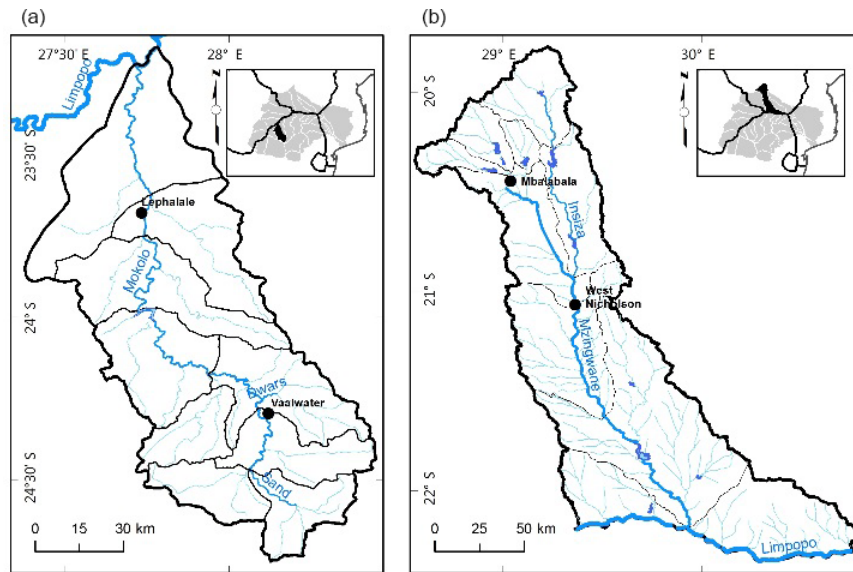 (a)
27°30' E
28° E
Limpopo
z
23°30' S
Lephalale
Mokolo
24° S
Dwars
Vaalwater
24°30' S
Sand
0 15 30 km
(b)
29° E
30° E
20° S
z
Mbalabala
Insiza
21° S
West
Nicholson
Mzingwane
22° S
0 25 50 km
Limpopo